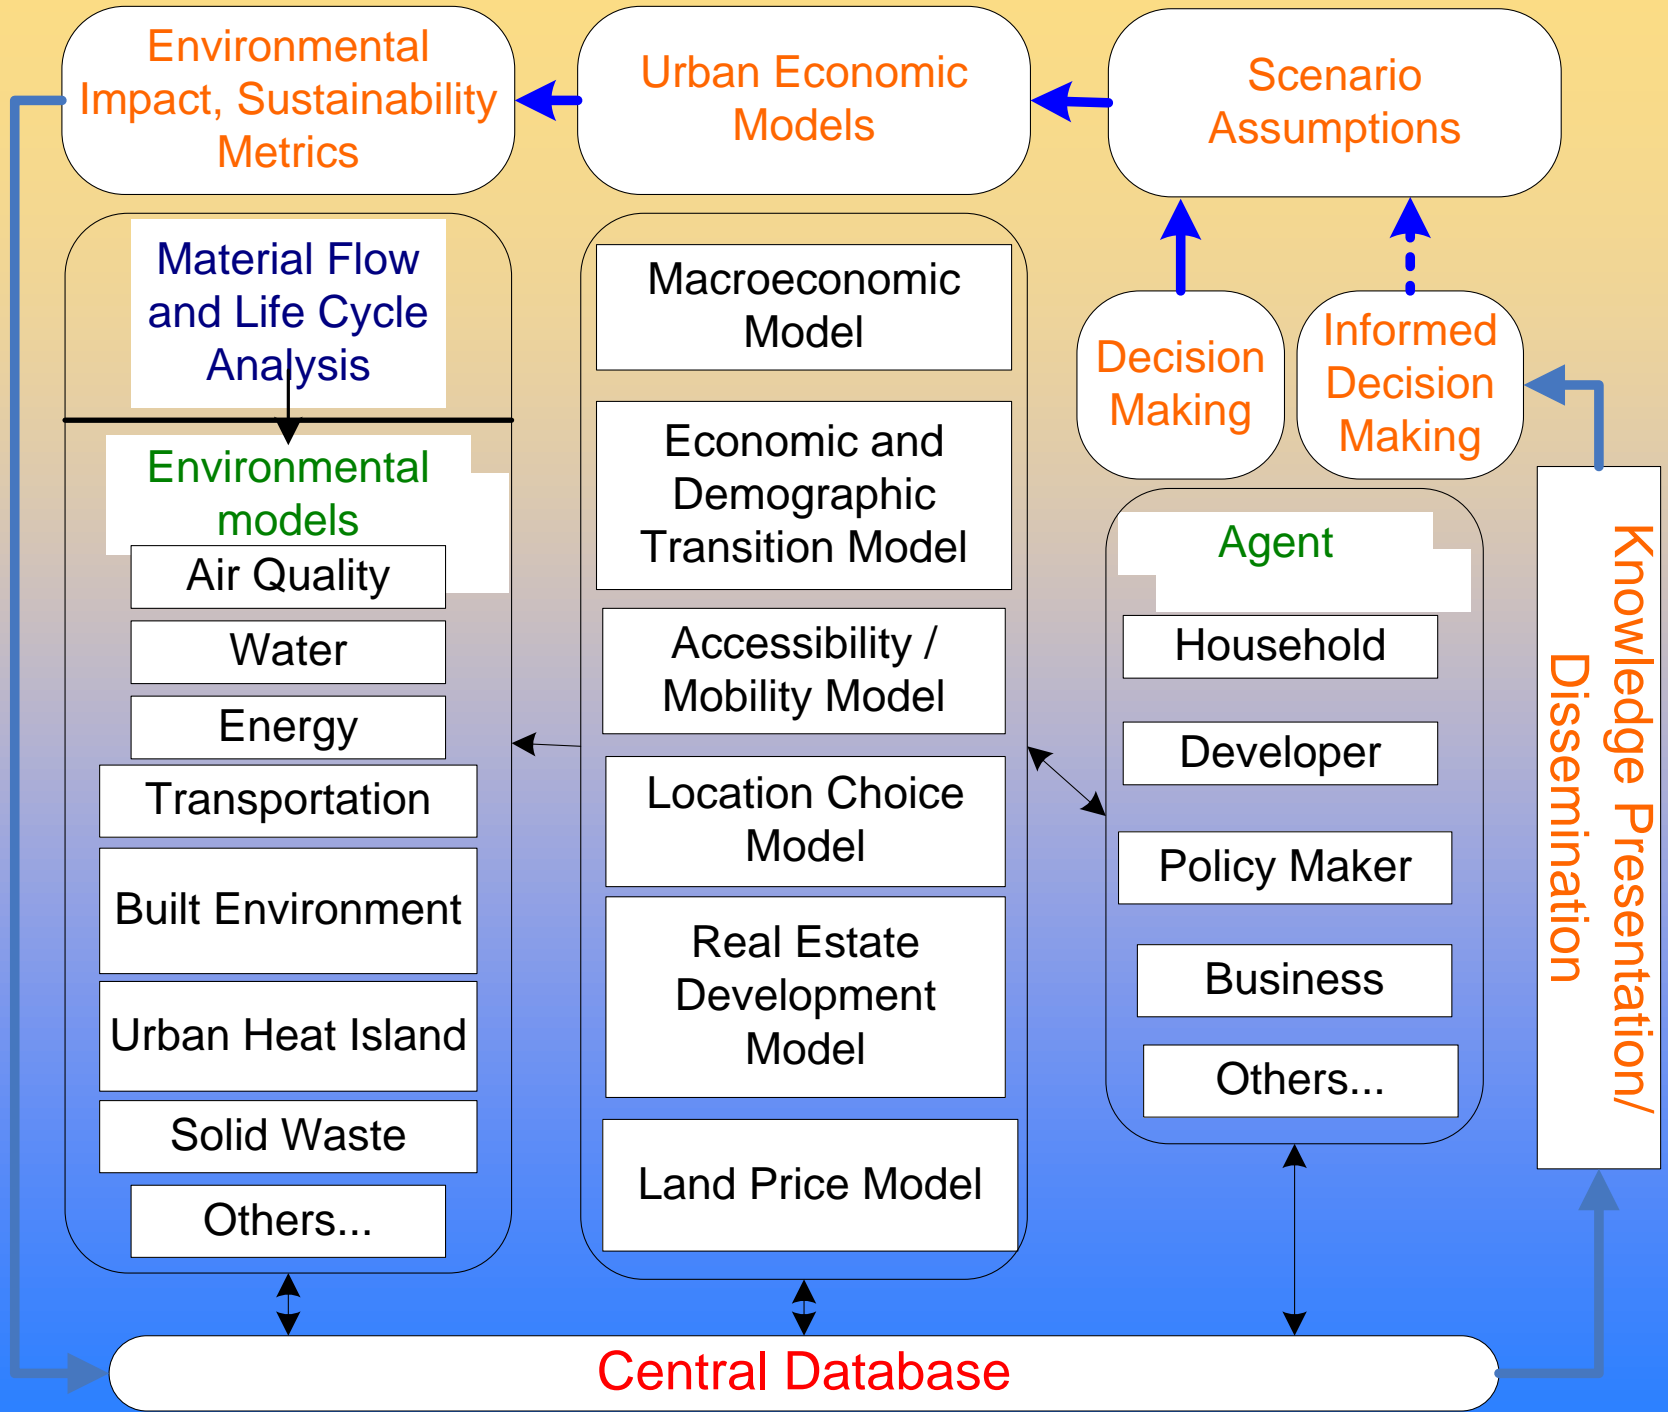 Environmental
Impact, Sustainability
Metrics
Urban Economic
Models
Scenario
Assumptions
Material Flow
and Life Cycle
Analysis
Environmental
models
Air Quality
Water
Energy
Transportation
Built Environment
Urban Heat Island
Solid Waste
Others...
Macroeconomic
Model
Economic and
Demographic
Transition Model
Accessibility /
Mobility Model
Location Choice
Model
Real Estate
Development
Model
Land Price Model
Decision
Making
Informed
Decision
Making
Agent
Household
Developer
Policy Maker
Business
Others...
Knowledge Presentation/
Dissemination
Central Database